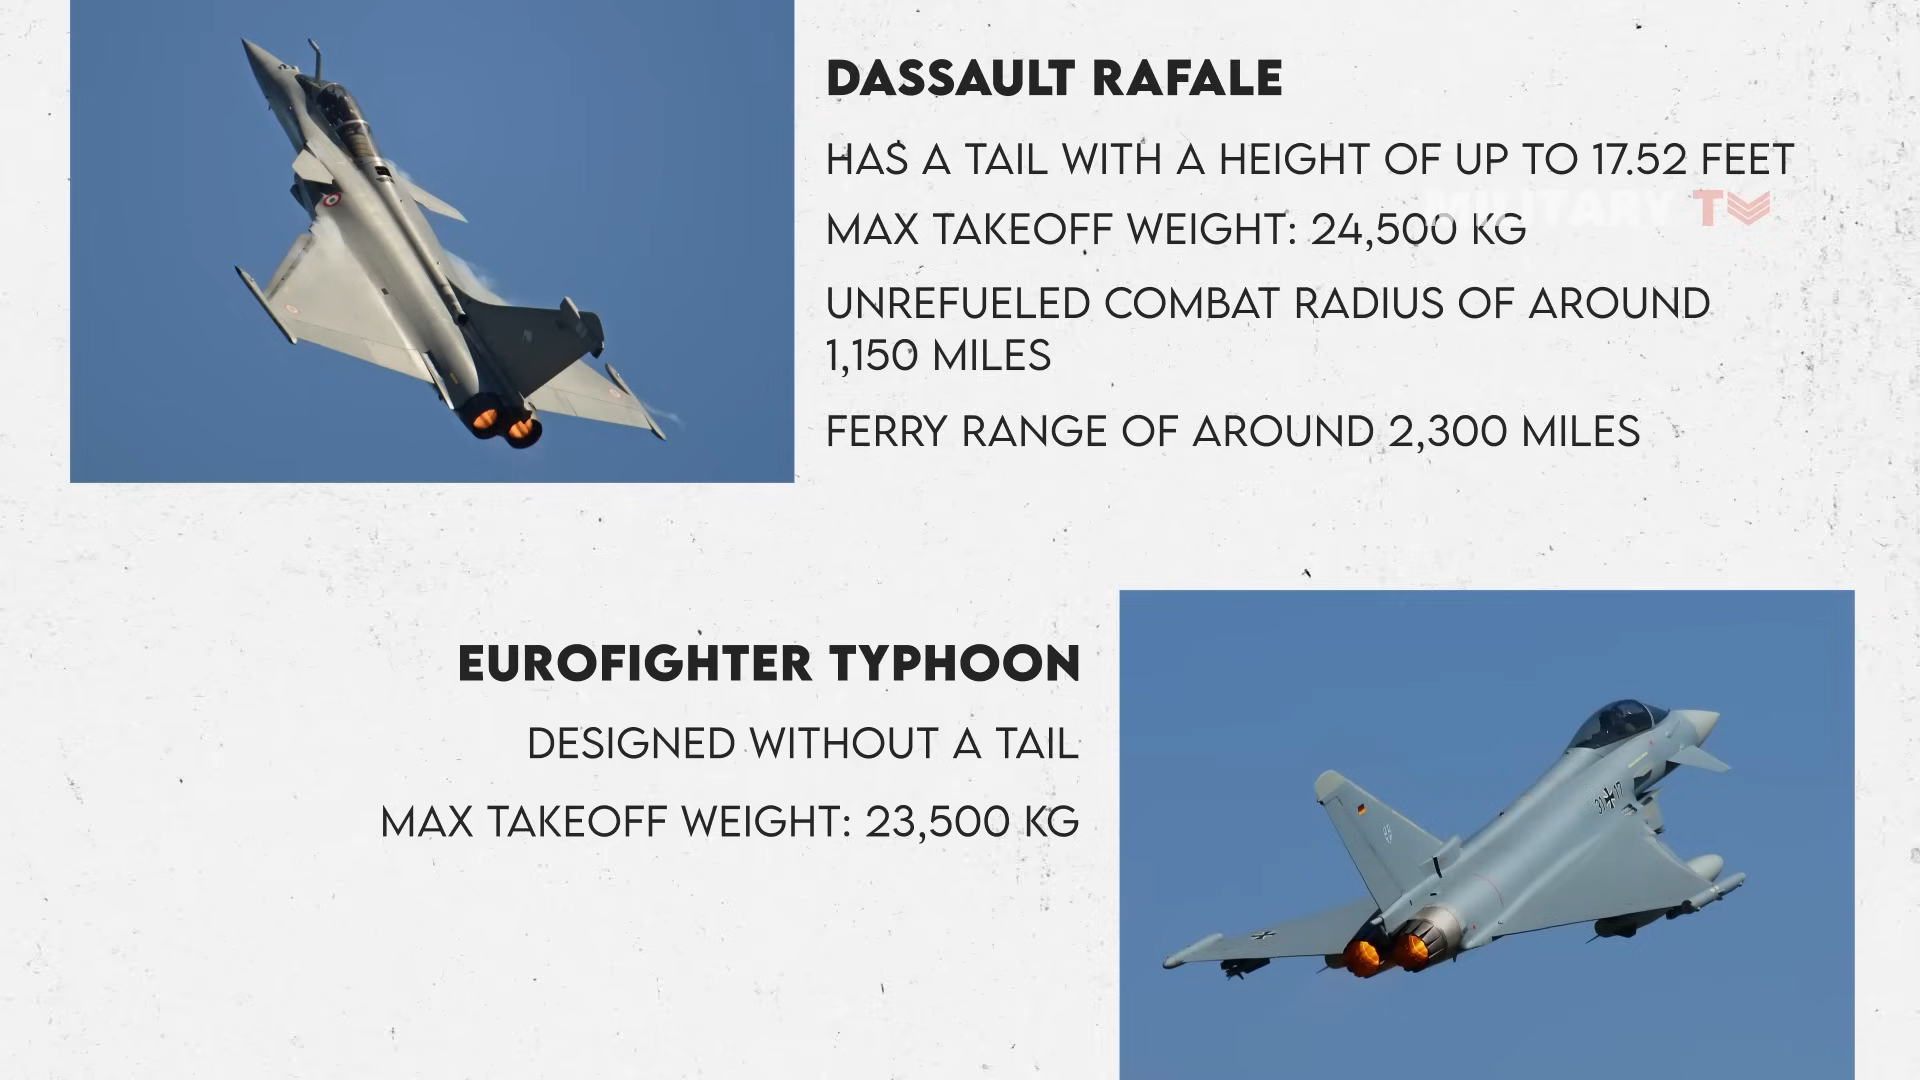 DASSAULT RAFALE
HAS A TAIL WITH A HEIGHT OF UP TO 17.52 FEET
MILITARY TV
MAX TAKEOFF WEIGHT: 24,500 KG
UNREFUELED COMBAT RADIUS OF AROUND
1,150 MILES
FERRY RANGE OF AROUND 2,300 MILES
EUROFIGHTER TYPHOON
DESIGNED WITHOUT A TAIL
MAX TAKEOFF WEIGHT: 23,500 KG